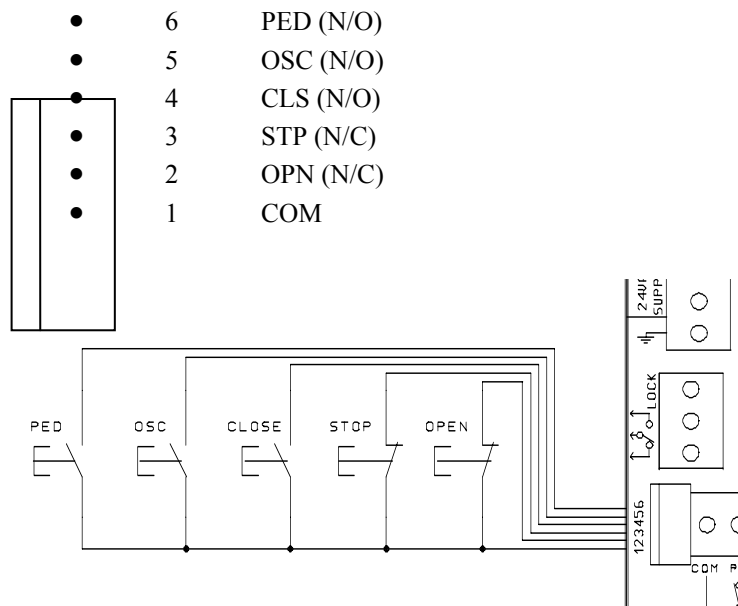 6 PED (N/O)
5 OSC (N/O)
4 CLS (N/O)
3 STP (N/C)
2 OPN (N/C)
1 COM
SUPP
LOCK
PED OSC CLOSE STOP OPEN
123456
COM P